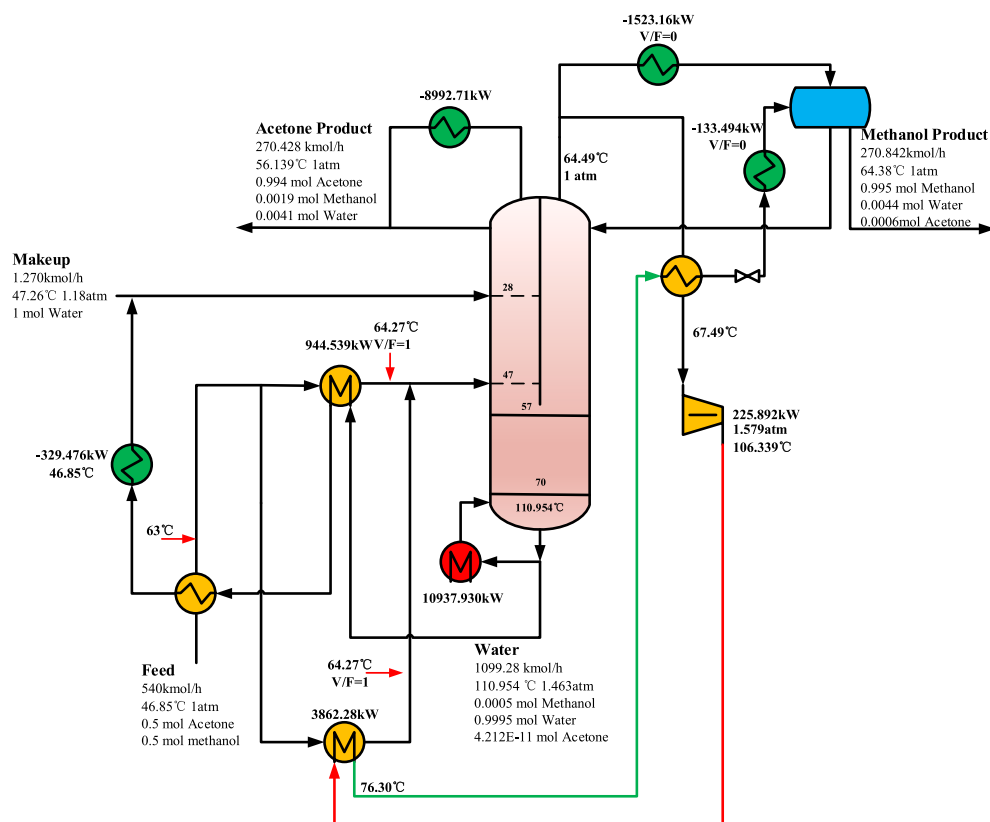 -1523.16kW
V/F=0
-8992.71kW
Acetone Product
270.428 kmol/h
56.139℃ 1atm
0.994 mol Acetone
0.0019 mol Methanol
0.0041 mol Water
64.49℃
1 atm
-133.494kW
V/F=0
Methanol Product
270.842kmol/h
64.38℃ 1atm
0.995 mol Methanol
0.0044 mol Water
0.0006mol Acetone
Makeup
1.270kmol/h
47.26℃ 1.18atm
1 mol Water
28
64.27℃
V/F=1
944.539kW
67.49℃
47
57
225.892kW
1.579atm
106.339℃
-329.476kW
46.85℃
70
110.954℃
63℃
10937.930kW
Feed
540kmol/h
46.85℃ 1atm
0.5 mol Acetone
0.5 mol methanol
64.27℃
V/F=1
Water
1099.28 kmol/h
110.954 ℃ 1.463atm
0.0005 mol Methanol
0.9995 mol Water
4.212E-11 mol Acetone
3862.28kW
76.30℃